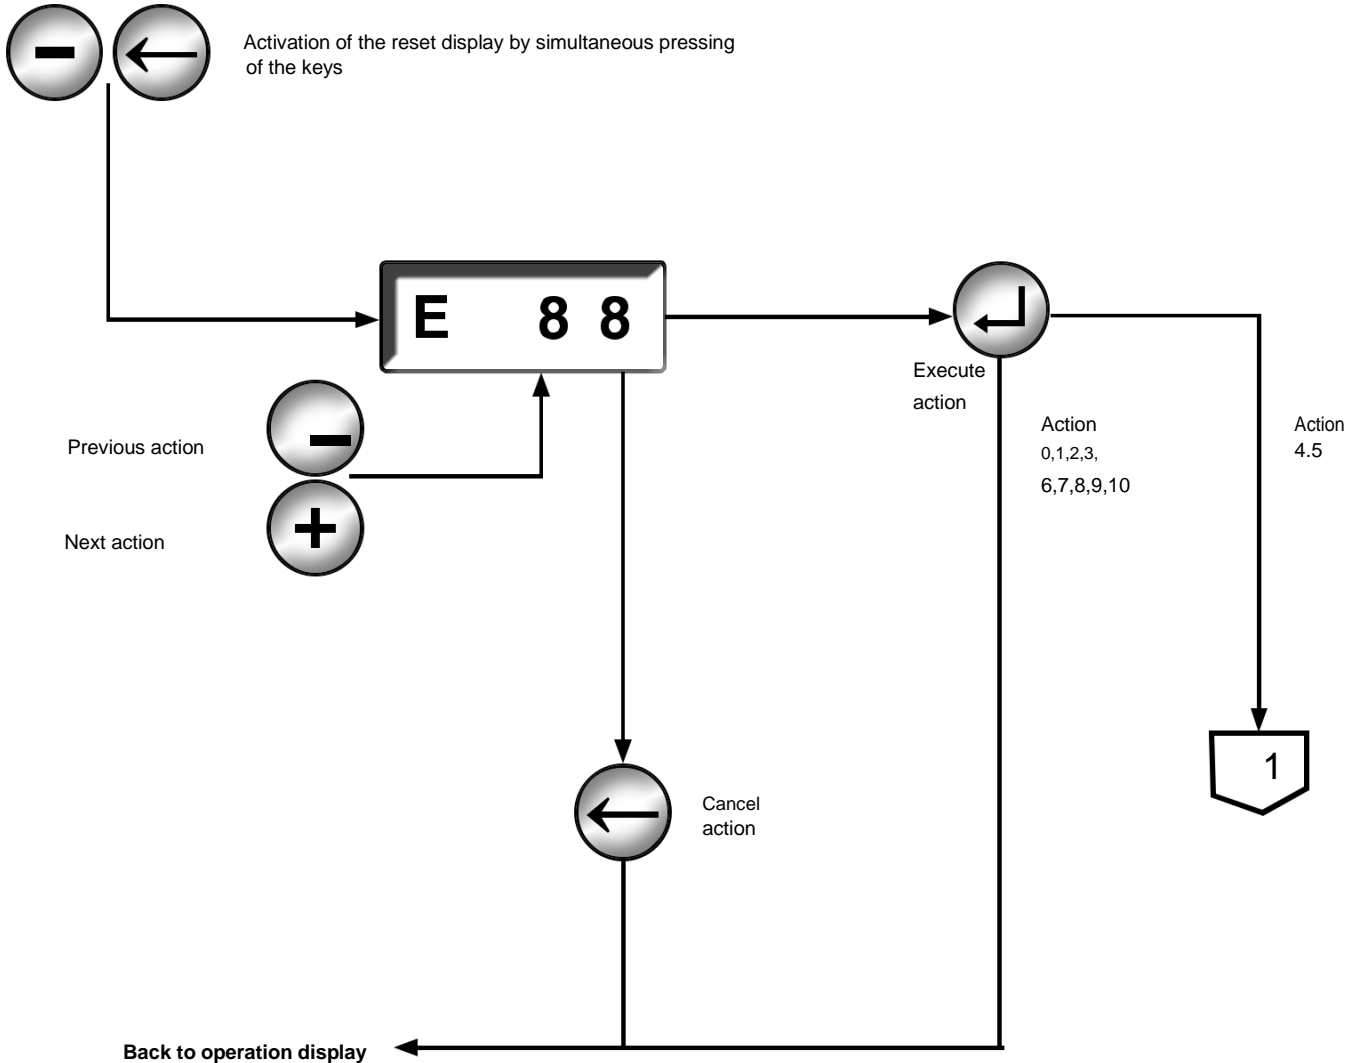 Activation of the reset display by simultaneous pressing
of the keys
E 8 8
Execute
action
Previous action
Next action
Action
0,1,2,3,
6,7,8,9,10
Action
4.5
1
Cancel
action
Back to operation display